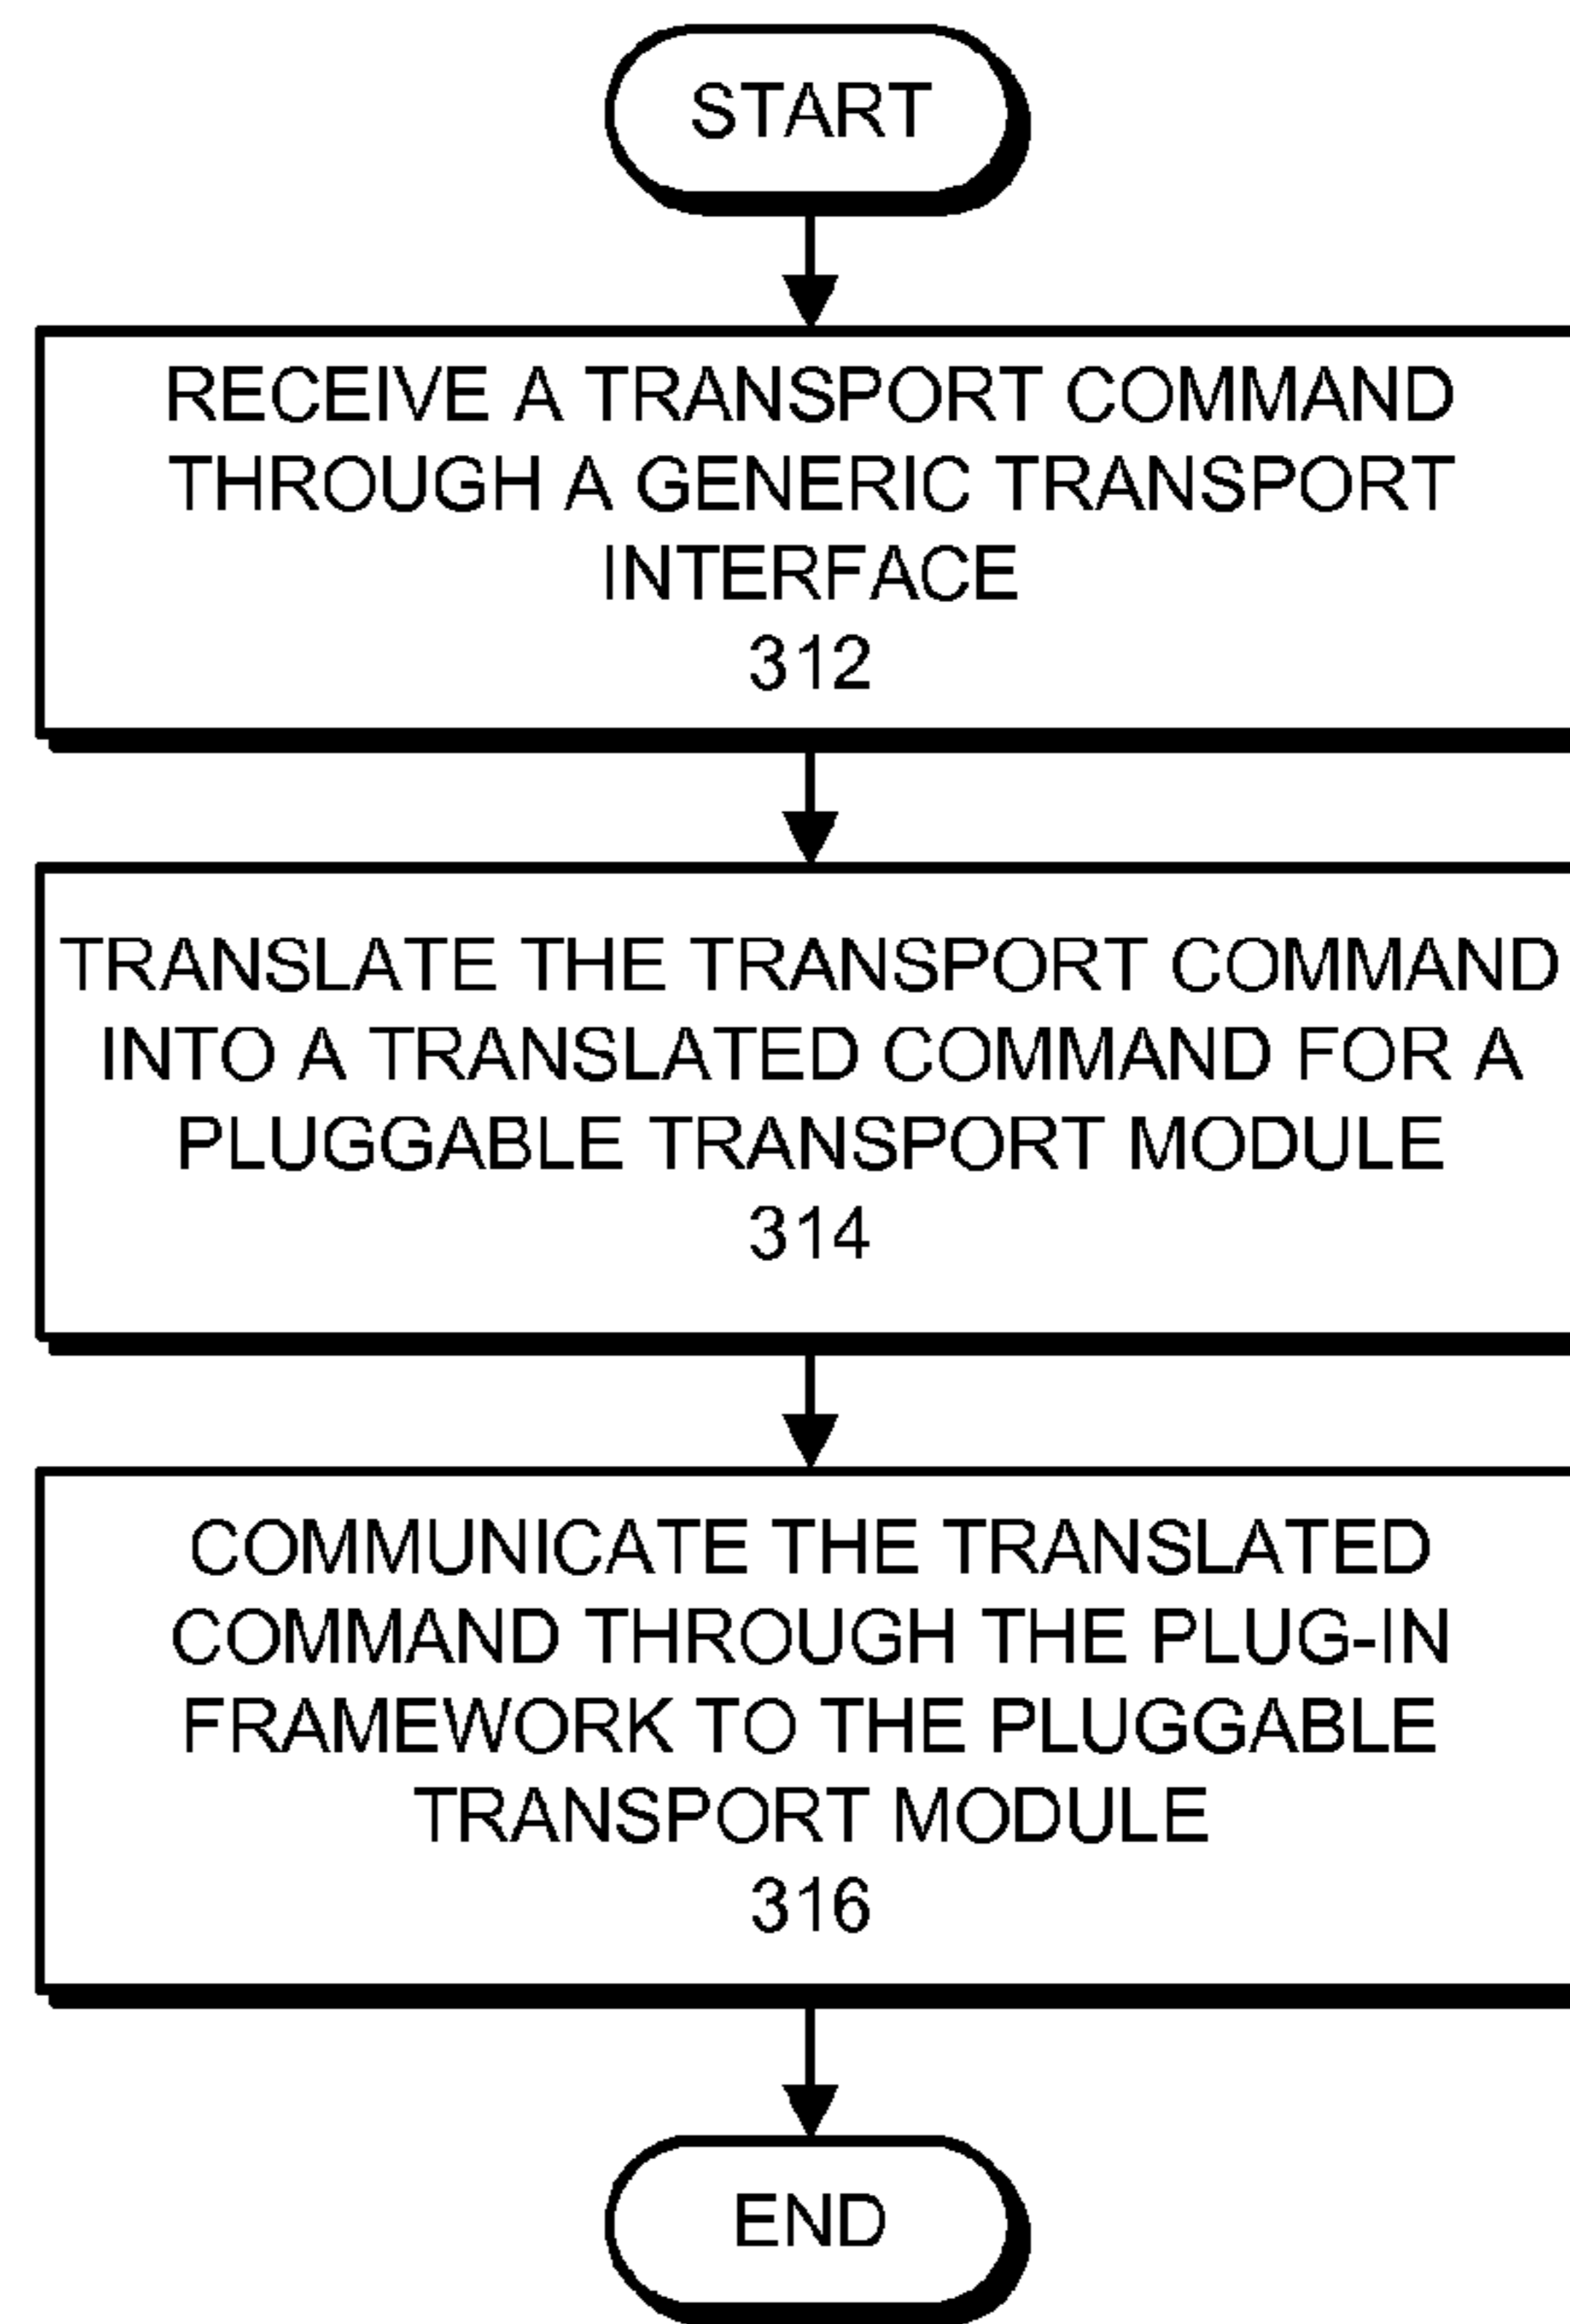 START
RECEIVE A TRANSPORT COMMAND
THROUGH A GENERIC TRANSPORT
INTERFACE
312
TRANSLATE THE TRANSPORT COMMAND
INTO A TRANSLATED COMMAND FOR A
PLUGGABLE TRANSPORT MODULE
314
COMMUNICATE THE TRANSLATED
COMMAND THROUGH THE PLUG-IN
FRAMEWORK TO THE PLUGGABLE
TRANSPORT MODULE
316
END